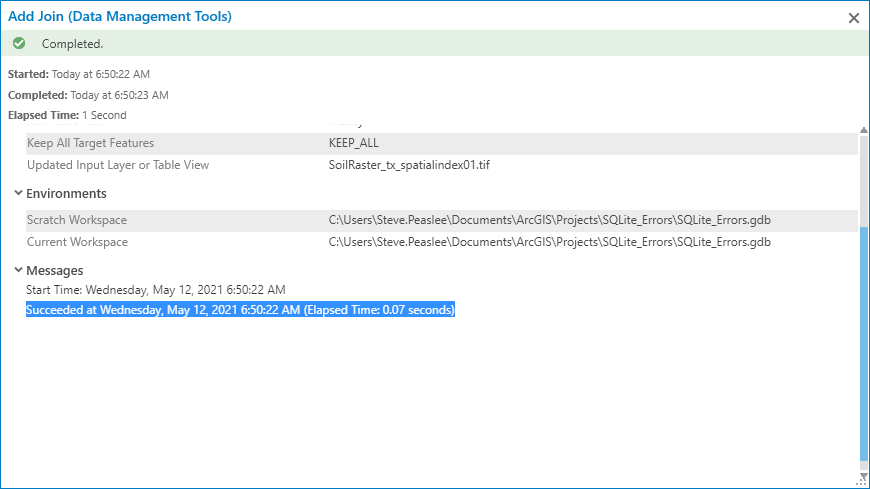 Add Join (Data Management Tools)
Completed.
Started: Today at 6:50:22 AM
Completed: Today at 6:50:23 AM
Elapsed Time: 1 Second
Keep All Target Features KEEP_ALL
Updated Input Layer or Table View SoilRaster_tx_spatialindex01.tif
Environments
Scratch Workspace C:\Users\Steve.Peaslee\Documents\ArcGIS\Projects\SQLite_Errors\SQLite_Errors.gdb
Current Workspace C:\Users\Steve.Peaslee\Documents\ArcGIS\Projects\SQLite_Errors\SQLite_Errors.gdb
Messages
Start Time: Wednesday, May 12, 2021 6:50:22 AM
Succeeded at Wednesday, May 12, 2021 6:50:22 AM (Elapsed Time: 0.07 seconds)